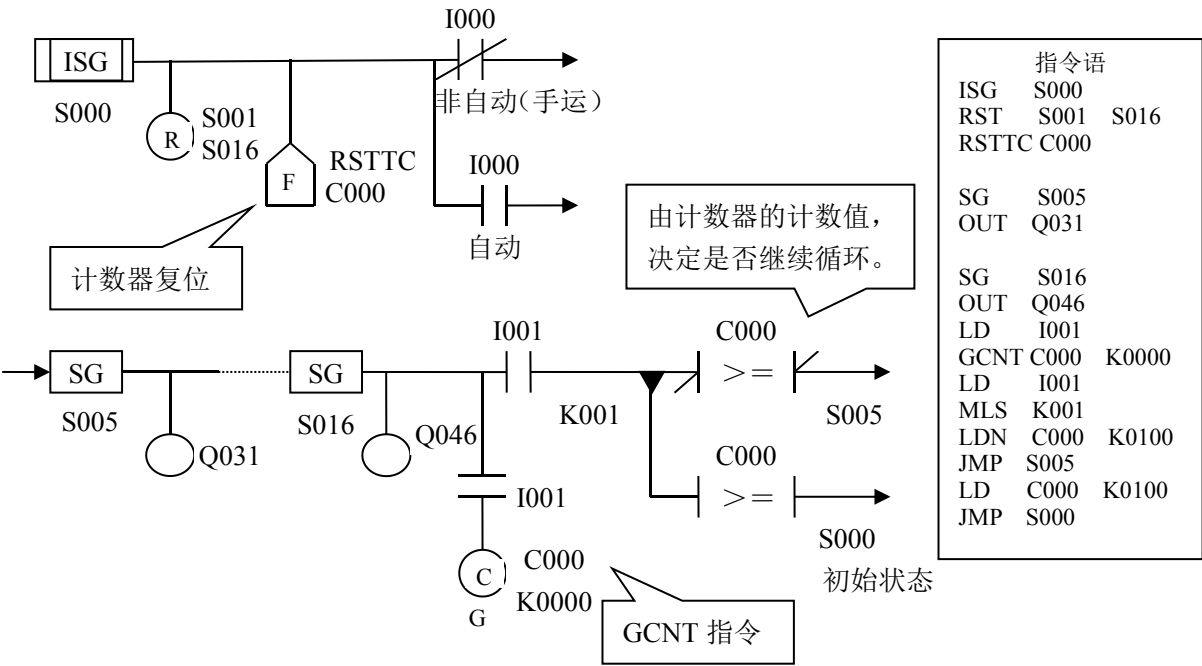 I000
ISG
S000
R
S001
S016
F
RSTTC
C000
非自动(手运）
I000
自动
计数器复位
由计数器的计数值，
决定是否继续循环。
SG
S005
Q031
SG
S016
Q046
I001
I001
K001
C000
>=
S005
C000
>=
S000
初始状态
C
G
C000
K0000
GCNT 指令
指令语
ISG S000
RST S001 S016
RSTTC C000
SG S005
OUT Q031
SG S016
OUT Q046
LD I001
GCNT C000 K0000
LD I001
MLS K001
LDN C000 K0100
JMP S005
LD C000 K0100
JMP S000